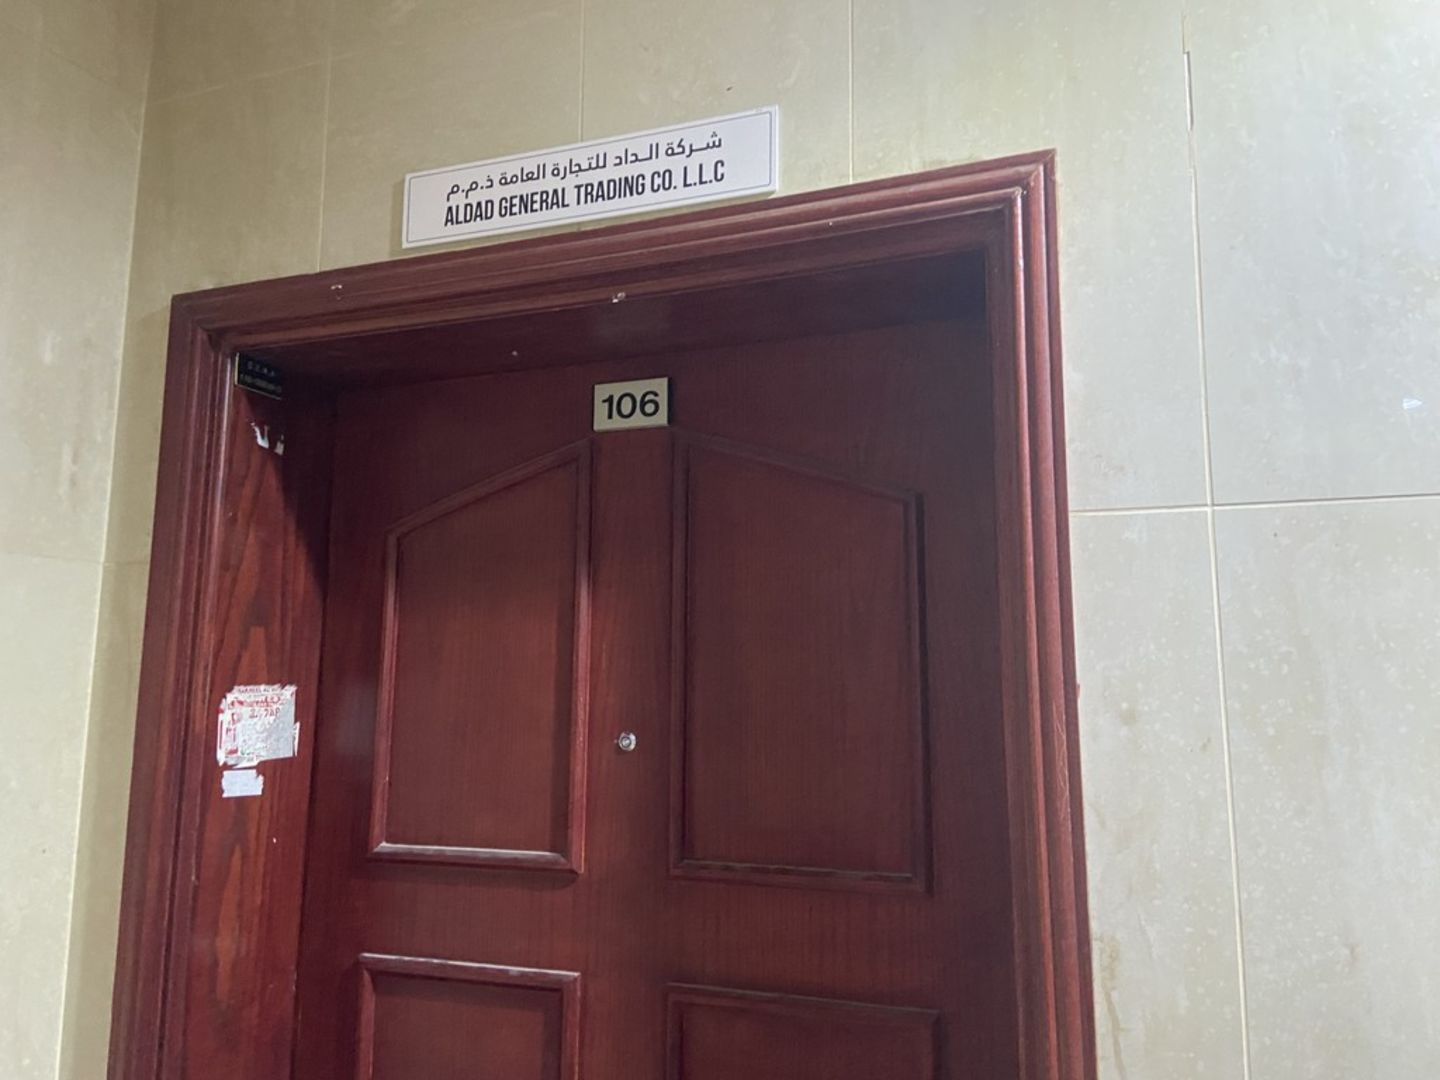 شركة الداد للتجارة العامة ذ.م.م
ALDAD GENERAL TRADING CO. L.L.C
106